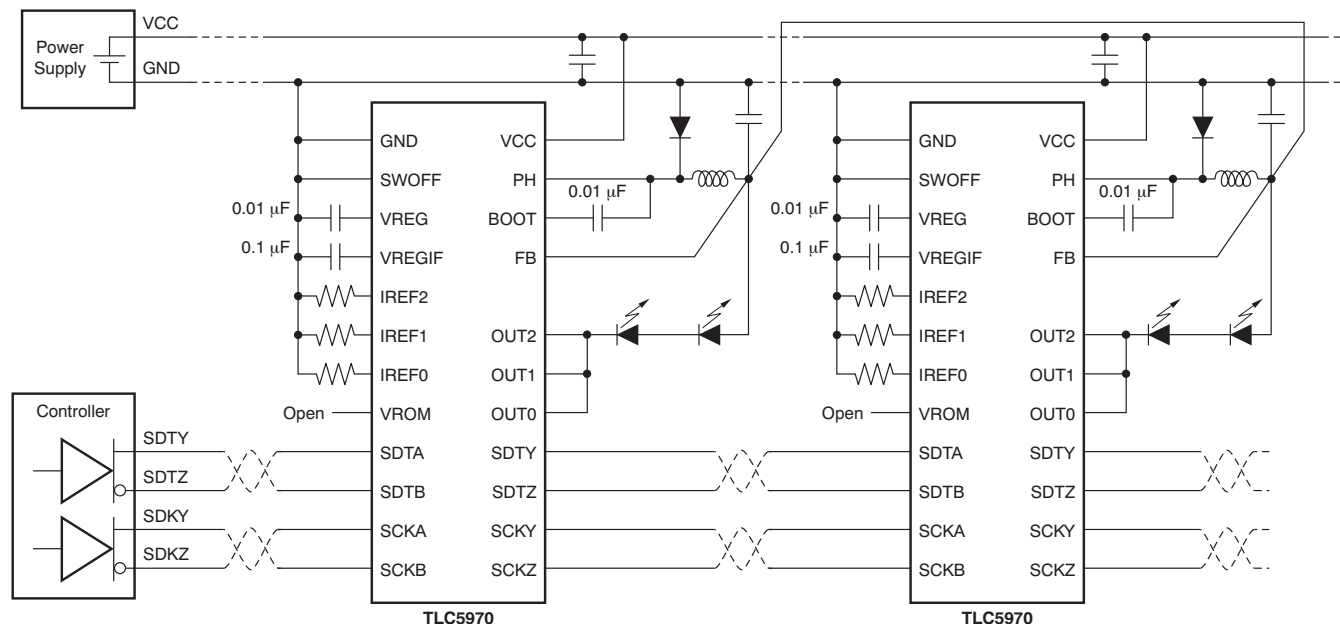 VCC
Power
Supply
GND
GND
VCC
SWOFF
PH
0.01 μF
0.01 μF
VREG
BOOT
0.1 μF
VREGIF
FB
IREF2
IREF1
OUT2
IREF0
OUT1
Open
VROM
OUT0
SDTA
SDTY
SDTB
SDTZ
SCKA
SCKY
SCKB
SCKZ
TLC5970
GND
VCC
SWOFF
PH
0.01 μF
0.01 μF
VREG
BOOT
0.1 μF
VREGIF
FB
IREF2
IREF1
OUT2
IREF0
OUT1
Open
VROM
OUT0
SDTA
SDTY
SDTB
SDTZ
SCKA
SCKY
SCKB
SCKZ
TLC5970
Controller
SDTY
SDTZ
SDKY
SDKZ